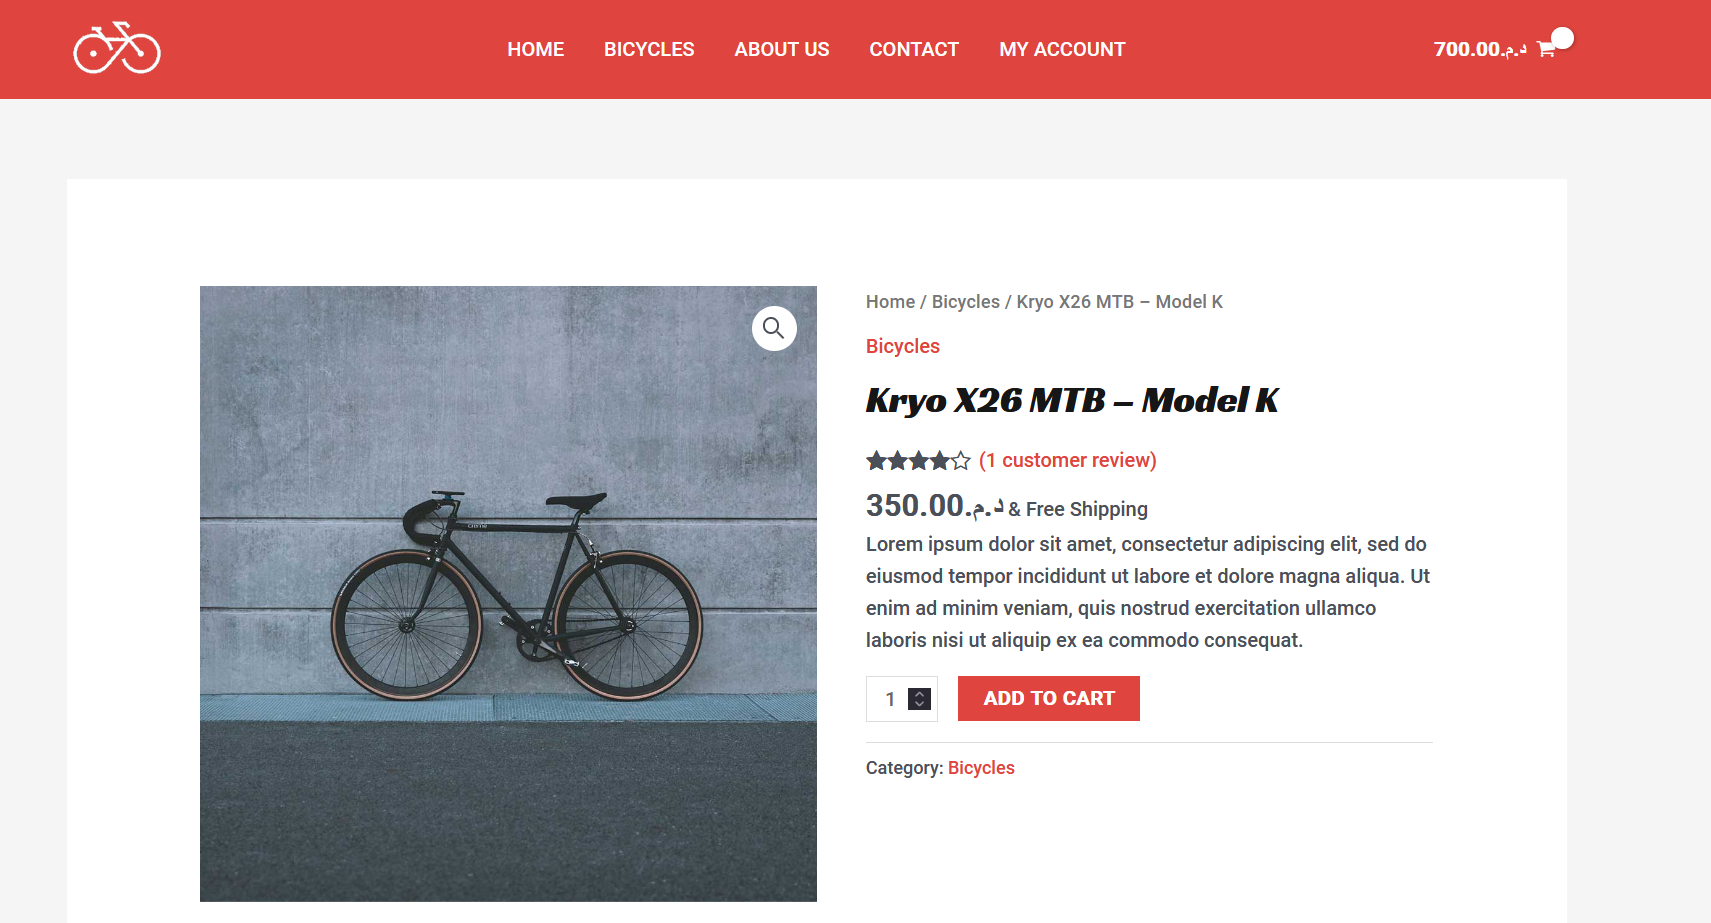 HOME BICYCLES ABOUT US CONTACT MY ACCOUNT 700.00د.م.
Home / Bicycles / Kryo X26 MTB – Model K
Bicycles
Kryo X26 MTB – Model K
(1 customer review)
350.00د.م. & Free Shipping
Lorem ipsum dolor sit amet, consectetur adipiscing elit, sed do
eiusmod tempor incididunt ut labore et dolore magna aliqua. Ut
enim ad minim veniam, quis nostrud exercitation ullamco
laboris nisi ut aliquip ex ea commodo consequat.
1 ADD TO CART
Category: Bicycles